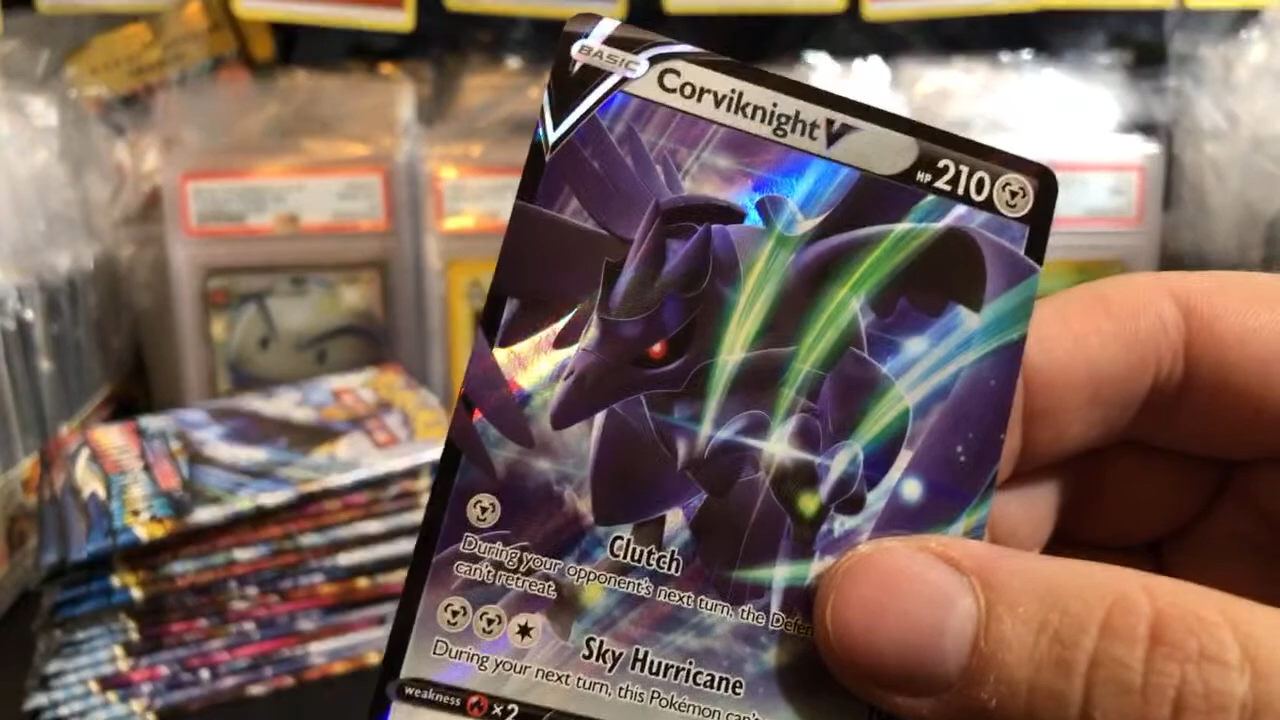 BASIC
Corviknight V
HP 210
Clutch
During your opponent's next turn, the Defen
can't retreat.
Sky Hurricane
During your next turn, this Pokémon can't
weakness ×2